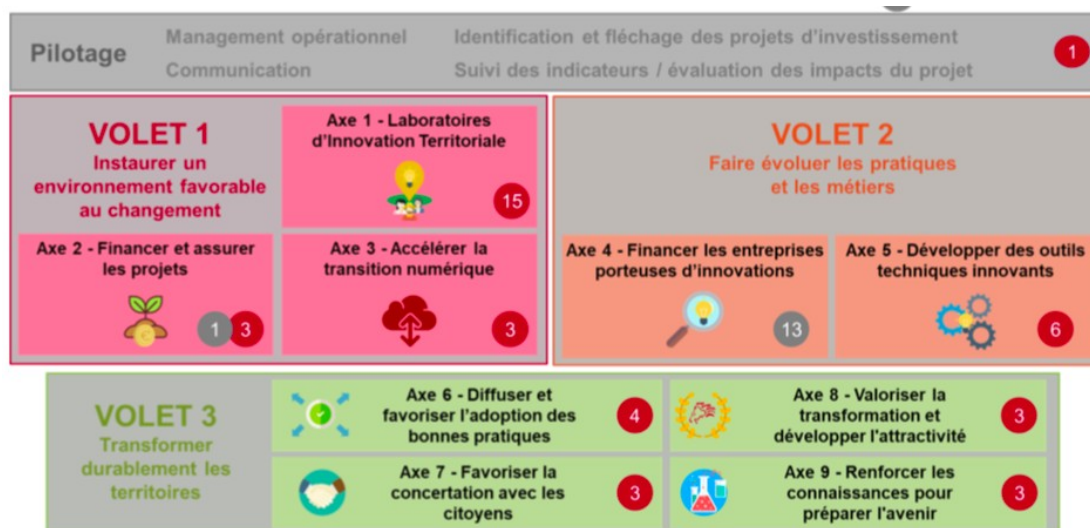 Pilotage
Management opérationnel
Identification et fléchage des projets d'investissement
Communication
Suivi des indicateurs / évaluation des impacts du projet
1
VOLET 1
Instaurer un
environnement favorable
au changement
Axe 1 - Laboratoires
d'Innovation Territoriale
15
Axe 2 - Financer et assurer
les projets
1
3
Axe 3 - Accélérer la
transition numérique
3
VOLET 2
Faire évoluer les pratiques
et les métiers
Axe 4 - Financer les entreprises
porteuses d'innovations
13
Axe 5 - Développer des outils
techniques innovants
6
VOLET 3
Transformer
durablement les
territoires
Axe 6 - Diffuser et
favoriser l'adoption des
bonnes pratiques
4
Axe 8 - Valoriser la
transformation et
développer l'attractivité
3
Axe 7 - Favoriser la
concertation avec les
citoyens
3
Axe 9 - Renforcer les
connaissances pour
préparer l'avenir
3